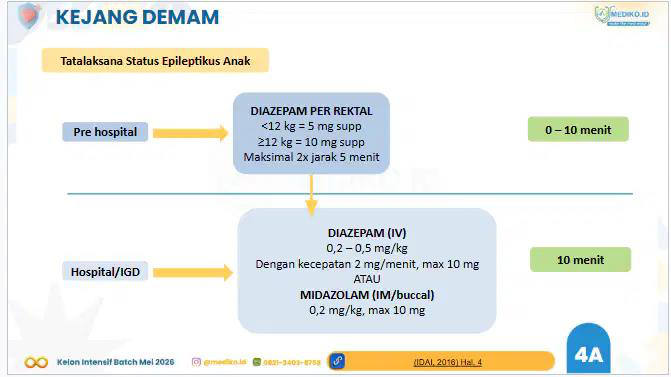 KEJANG DEMAM
MEDIKO.ID
Tatalaksana Status Epileptikus Anak
Pre hospital
DIAZEPAM PER REKTAL
<12 kg = 5 mg supp
≥12 kg = 10 mg supp
Maksimal 2x jarak 5 menit
0 – 10 menit
Hospital/IGD
DIAZEPAM (IV)
0,2 – 0,5 mg/kg
Dengan kecepatan 2 mg/menit, max 10 mg
ATAU
MIDAZOLAM (IM/buccal)
0,2 mg/kg, max 10 mg
10 menit
Kelon Intensif Batch Mei 2026
@mediko.id
0821-3403-8758
(IDAI, 2016) Hal. 4
4A